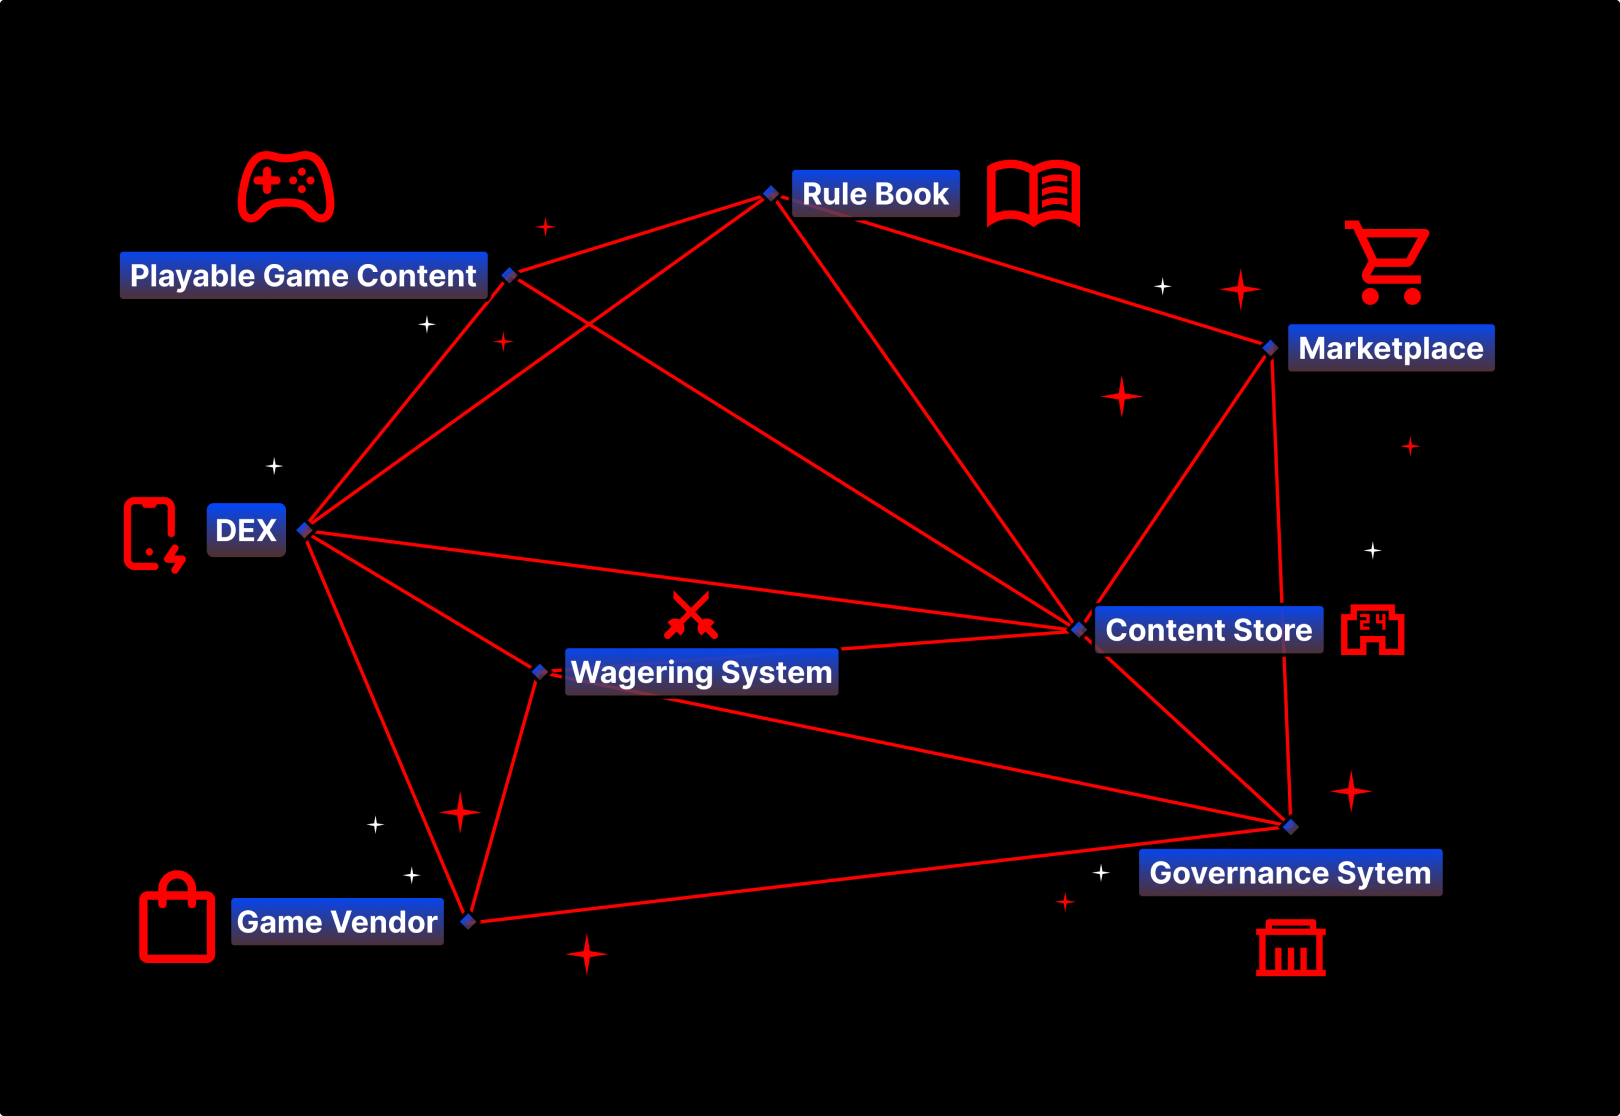 Rule Book
Playable Game Content
Marketplace
DEX
24
Content Store
Wagering System
Governance Sytem
Game Vendor